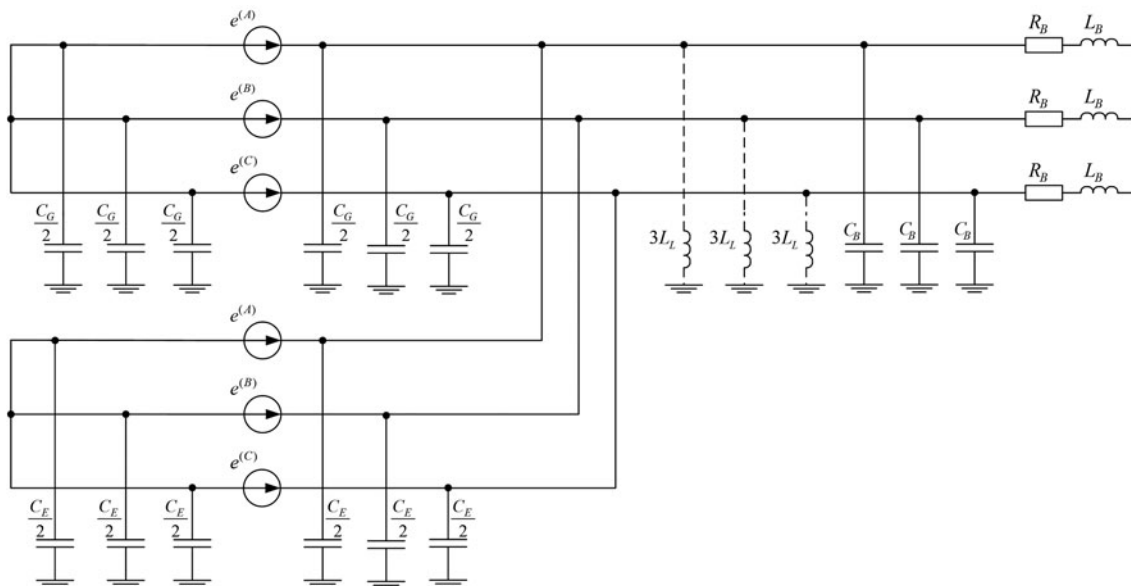 e^(A)
R_B L_B
e^(B)
R_B L_B
e^(C)
R_B L_B
C_G/2 C_G/2 C_G/2 C_G/2 C_G/2 C_G/2
3L_L 3L_L 3L_L C_B C_B C_B
e^(A)
e^(B)
e^(C)
C_E/2 C_E/2 C_E/2 C_E/2 C_E/2 C_E/2